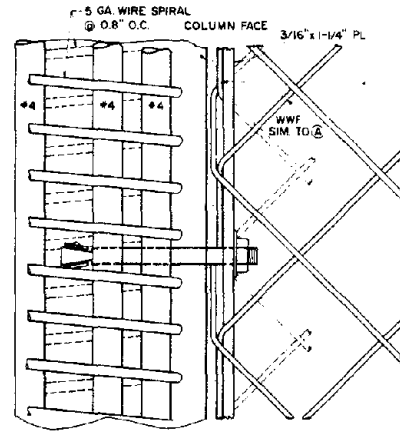 5 GA. WIRE SPIRAL
@ 0.8" O.C.
COLUMN FACE
3/16" x 1-1/4" PL
#4
#4
#4
WWF
SIM. TO Ⓐ